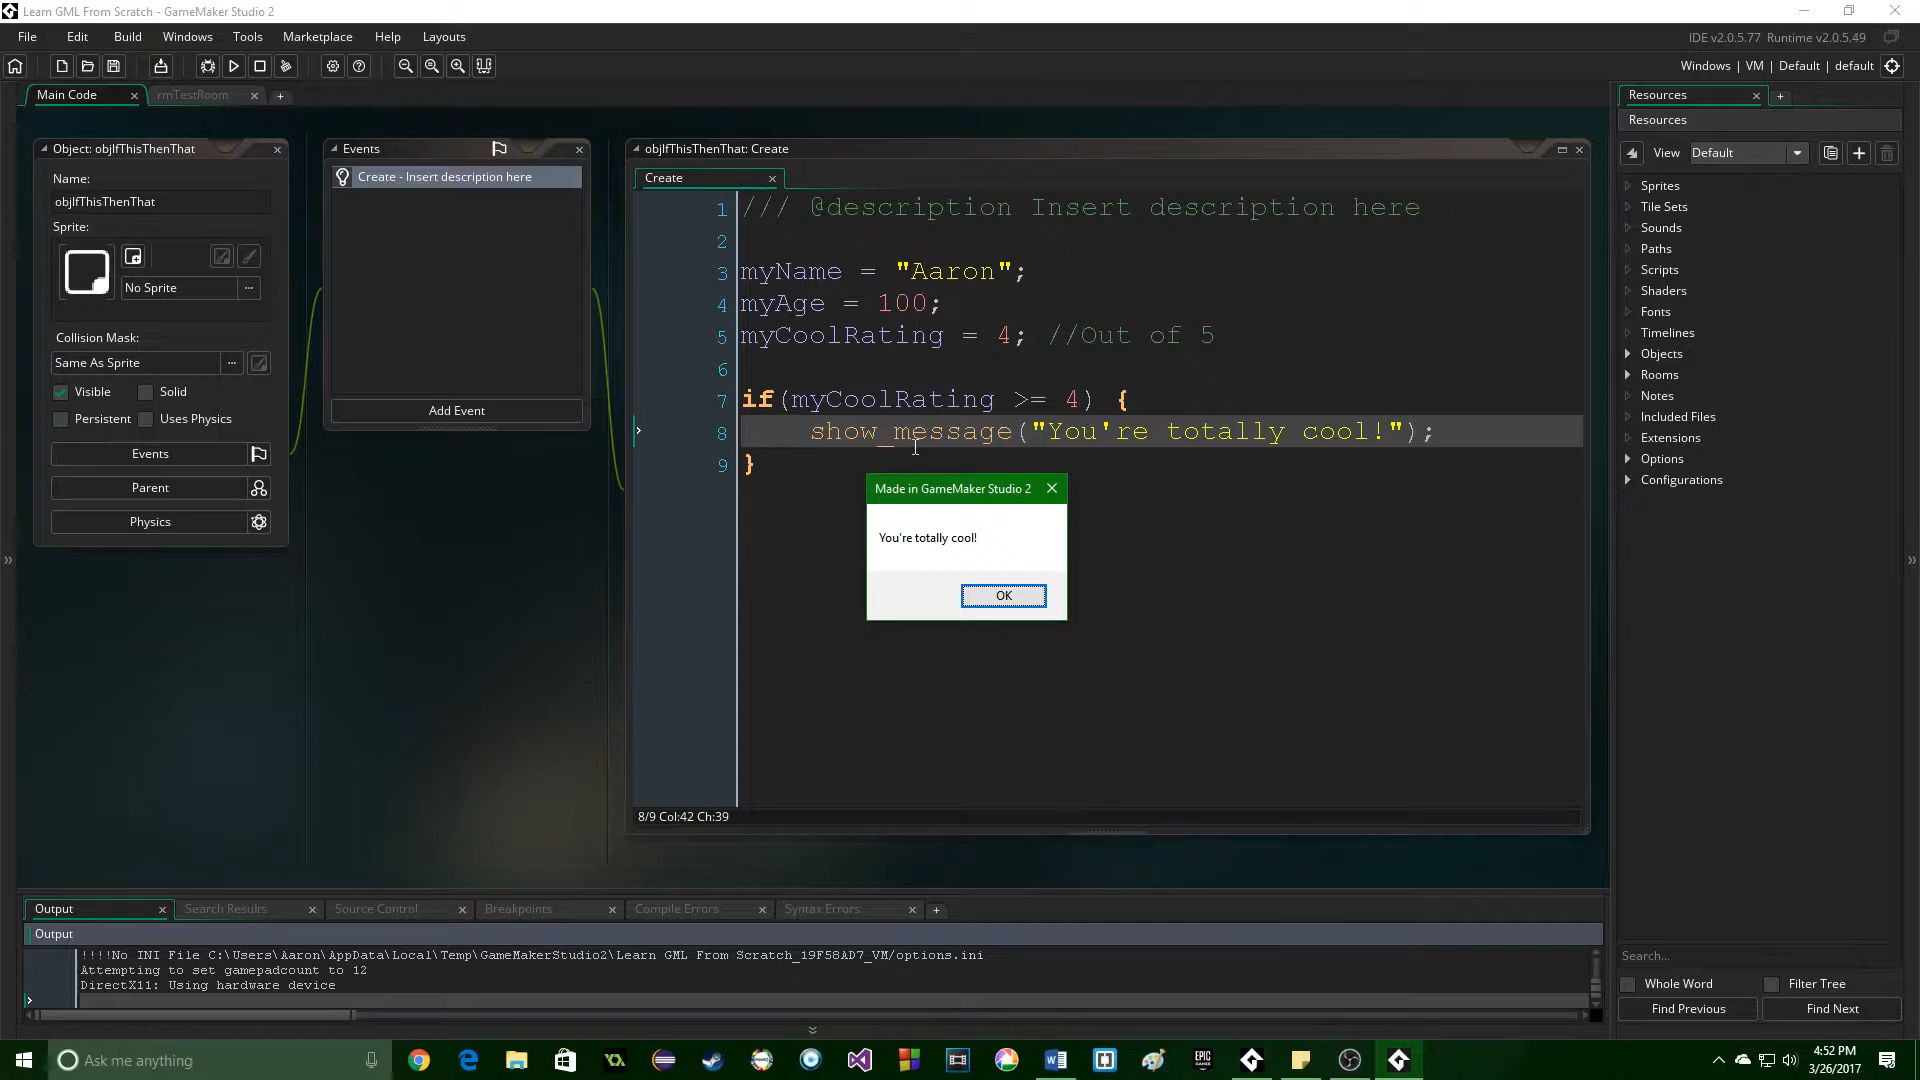 Learn GML From Scratch - GameMaker Studio 2
File Edit Build Windows Tools Marketplace Help Layouts
IDE v2.0.5.77 Runtime v2.0.5.49
Windows | VM | Default | default
Main Code
rmTestRoom
Resources
Resources
View Default
Sprites
Tile Sets
Sounds
Paths
Scripts
Shaders
Fonts
Timelines
Objects
Rooms
Notes
Included Files
Extensions
Options
Configurations
Search...
Whole Word
Filter Tree
Find Previous
Find Next
Object: objIfThisThenThat
Name:
objIfThisThenThat
Sprite:
No Sprite
Collision Mask:
Same As Sprite
Visible
Solid
Persistent
Uses Physics
Events
Parent
Physics
Events
Create - Insert description here
Add Event
objIfThisThenThat: Create
Create
1 /// @description Insert description here
2
3 myName = "Aaron";
4 myAge = 100;
5 myCoolRating = 4; //Out of 5
6
7 if(myCoolRating >= 4) {
8 show_message("You're totally cool!");
9 }
8/9 Col:42 Ch:39
Made in GameMaker Studio 2
You're totally cool!
OK
Output
Search Results
Source Control
Breakpoints
Compile Errors
Syntax Errors
Output
!!!!No INI File C:\Users\Aaron\AppData\Local\Temp\GameMakerStudio2\Learn GML From Scratch_19F58AD7_VM/options.ini
Attempting to set gamepadcount to 12
DirectX11: Using hardware device
Ask me anything
EPIC GAMES
4:52 PM
3/26/2017